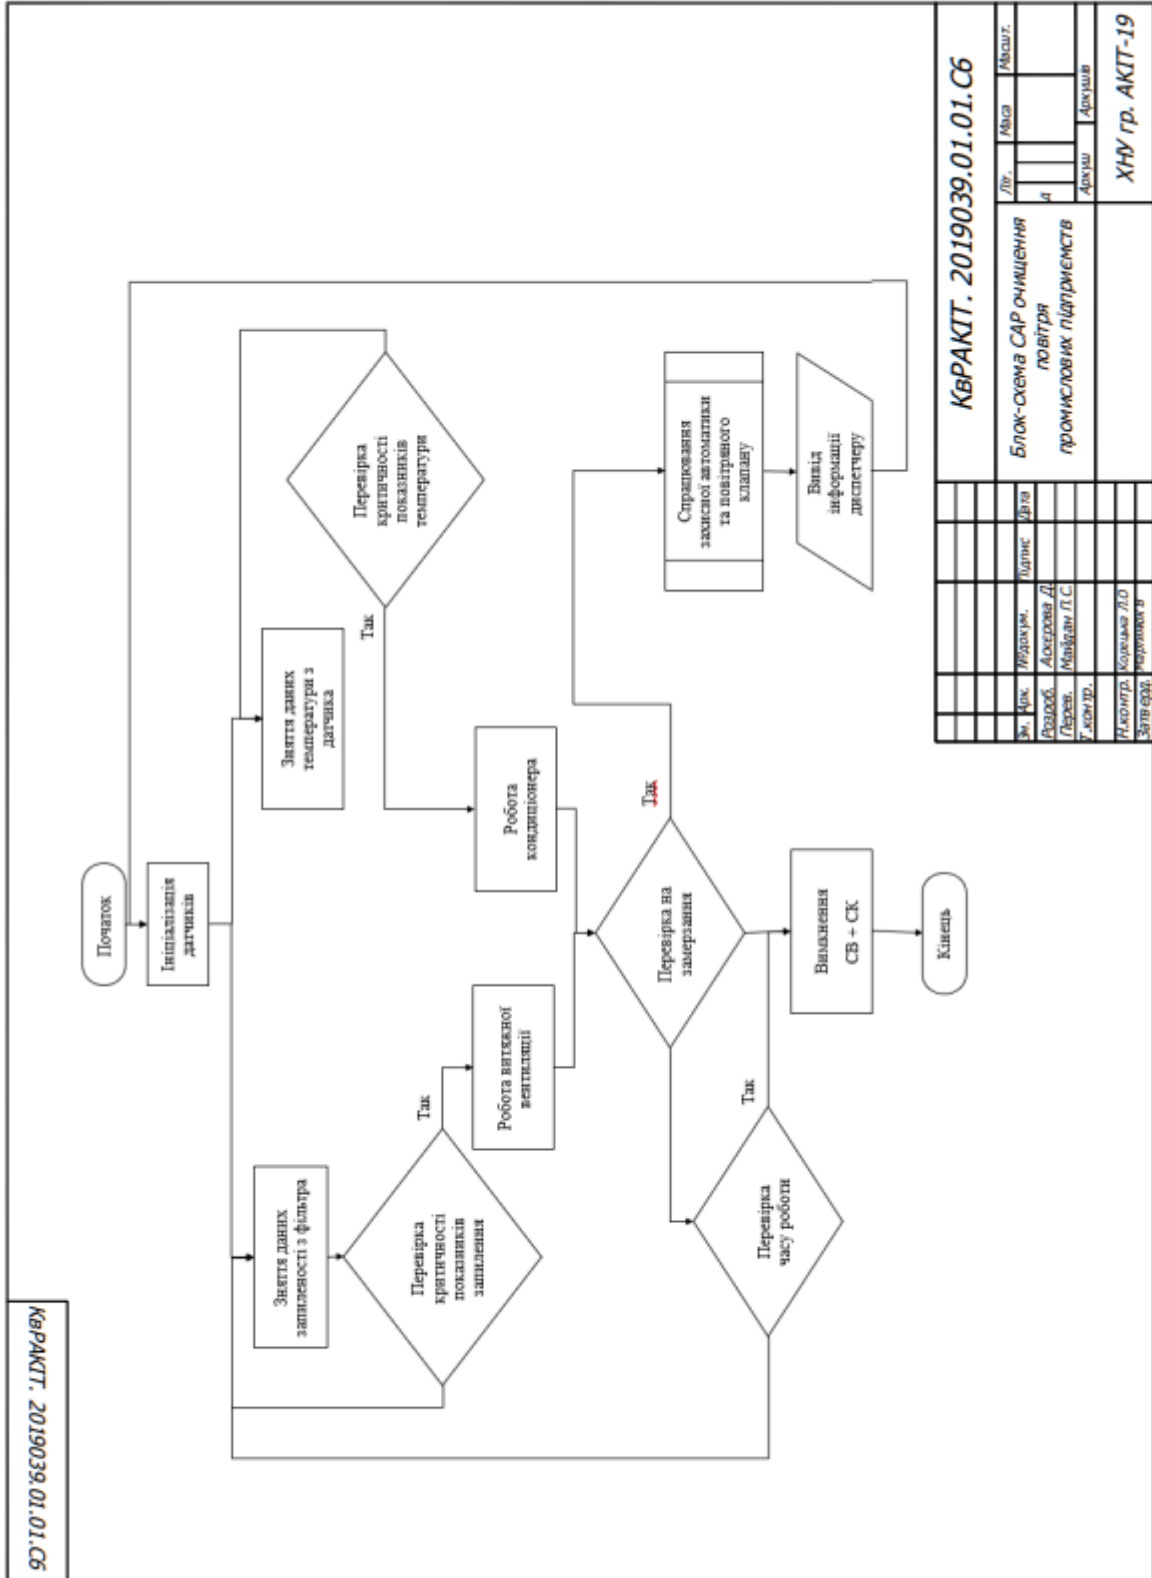 КвРАКІТ. 2019039.01.01.С6
Початок
Ініціалізація
датчиків
Зняття даних
запиленості з фільтра
Зняття даних
температури з
датчика
Перевірка
критичності
показників
запилення
Так
Перевірка
критичності
показників
температури
Так
Робота витяжної
вентиляції
Робота
кондиціонера
Перевірка на
замерзання
Так
Спрацювання
захисної автоматики
та повітряного
клапану
Перевірка
часу роботи
Так
Вимкнення
СВ + СК
Вивід
інформації
диспетчеру
Кінець
КвРАКІТ. 2019039.01.01.С6
Зм. Арк. №докум. Підпис Дата
Розроб. Аскерова Д
Перев. Майдан П.С.
Т.контр.
Н.контр. Корецька Л.О
Затверд.
Блок-схема САР очищення
повітря
промислових підприємств
Літ. Маса Масшт.
д
Аркуш Аркушів
ХНУ гр. АКІТ-19